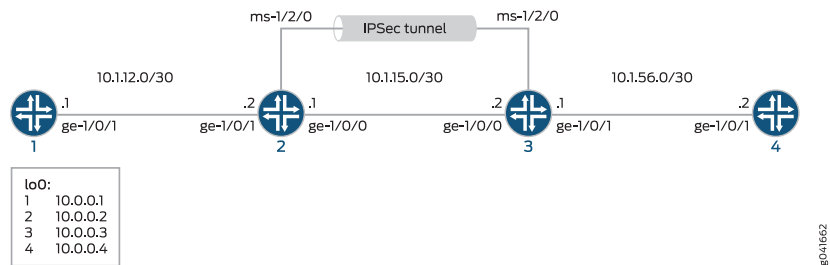 ms-1/2/0
IPSec tunnel
ms-1/2/0
10.1.12.0/30
10.1.15.0/30
10.1.56.0/30
.1
.2
.1
.2
.1
.2
ge-1/0/1
ge-1/0/1
ge-1/0/0
ge-1/0/0
ge-1/0/1
ge-1/0/1
1
2
3
4
lo0:
1 10.0.0.1
2 10.0.0.2
3 10.0.0.3
4 10.0.0.4
g041662